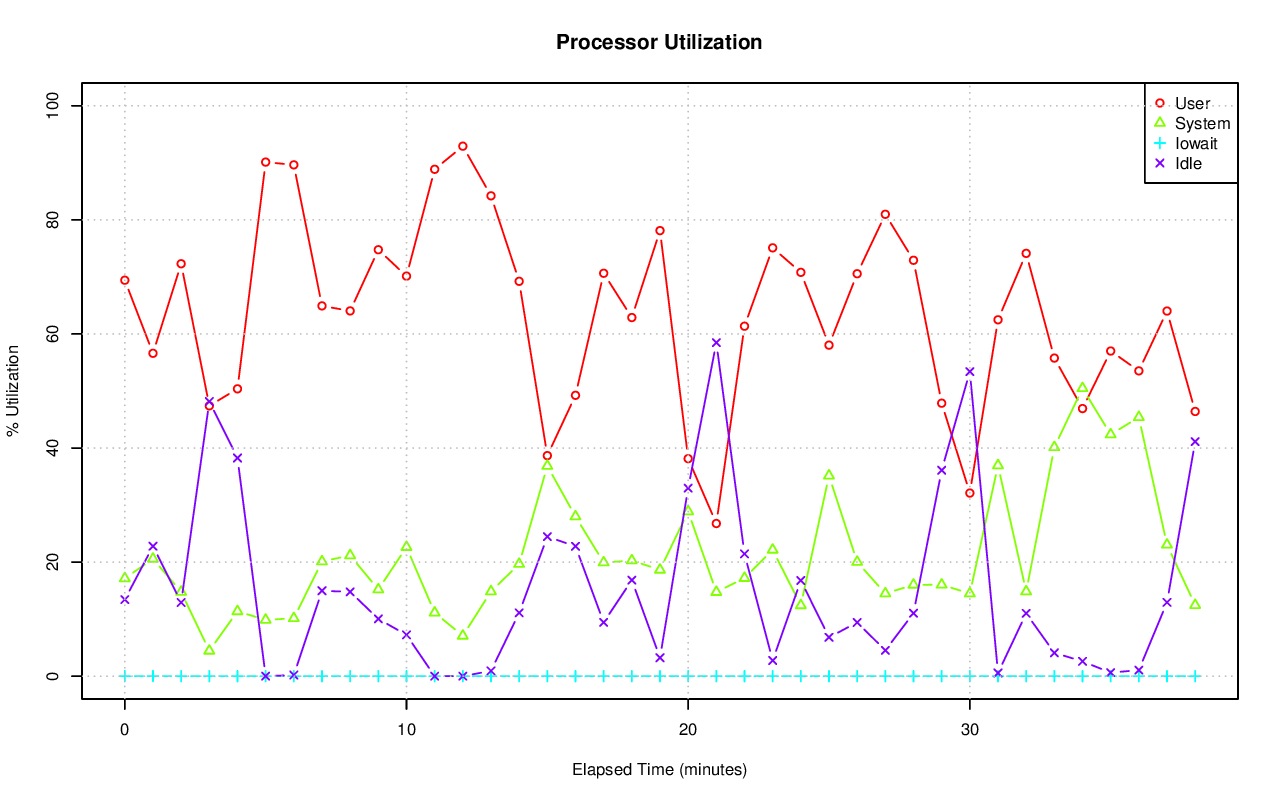 Processor Utilization
User
System
Iowait
Idle
100
80
60
40
20
0
% Utilization
0 10 20 30
Elapsed Time (minutes)